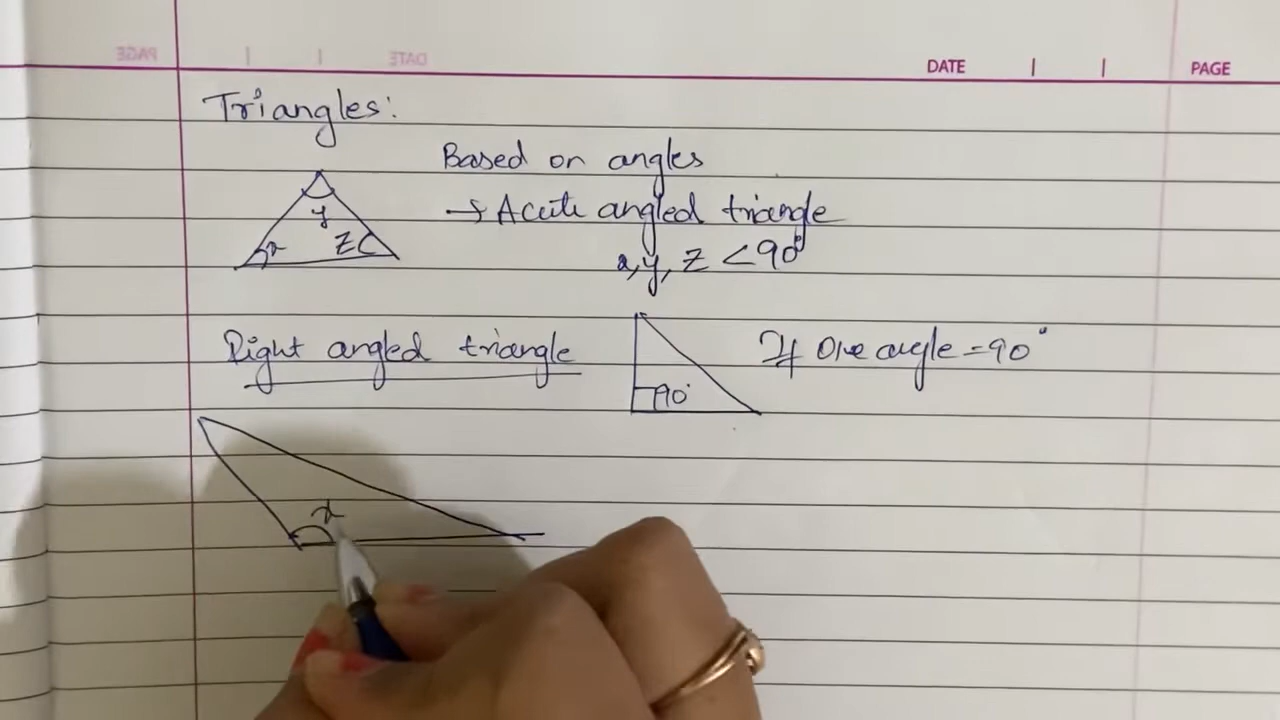 DATE PAGE
Triangles:
Based on angles
→ Acute angled triangle
x, y, z <90°
y
x z
Right angled triangle
If one angle = 90°
90°
x